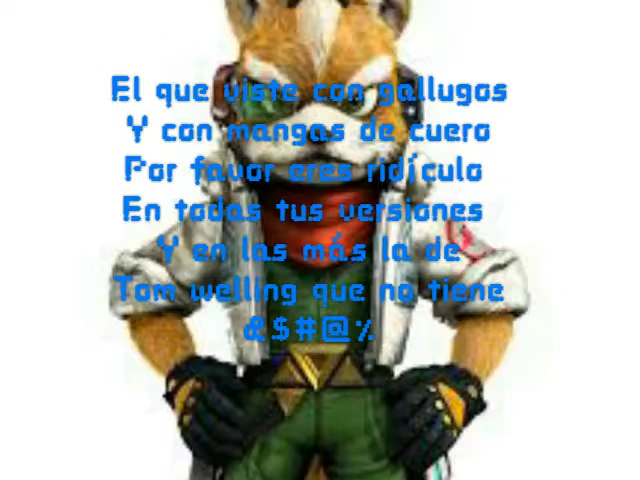 El que viste con gallugos
Y con mangas de cuero
Por favor eres ridículo
En todas tus versiones
Y en las más la de
Tom welling que no tiene
&$#@%